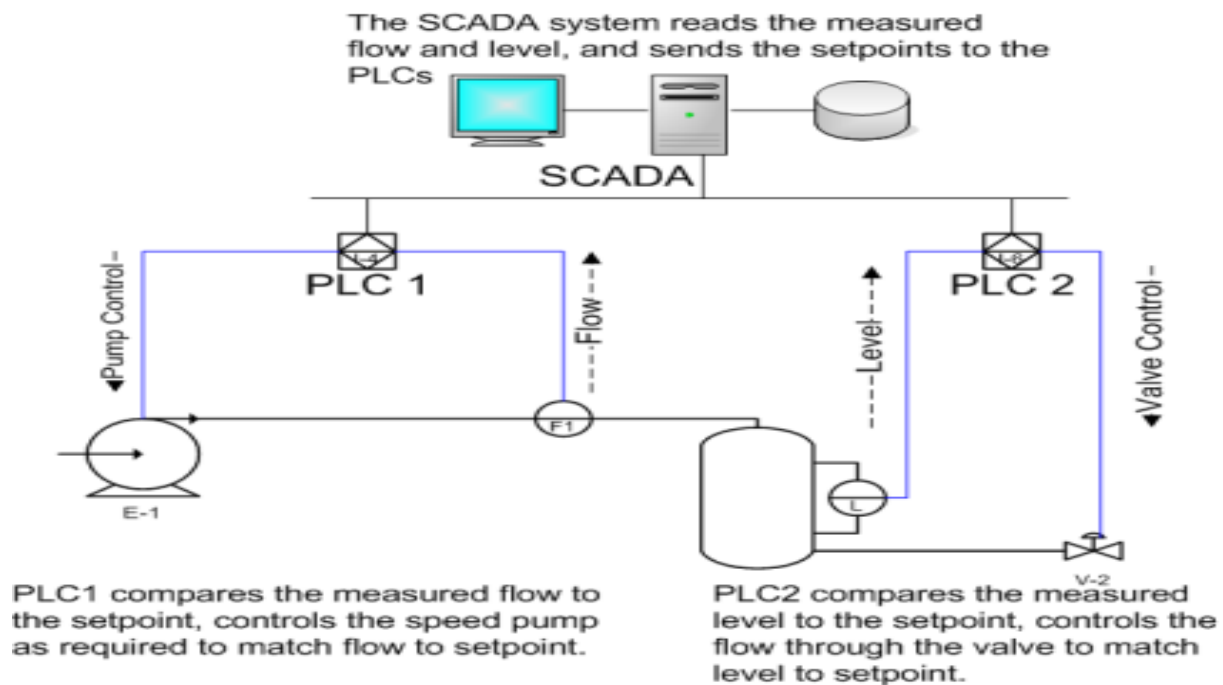 The SCADA system reads the measured
flow and level, and sends the setpoints to the
PLCs
SCADA
I-4
PLC 1
I-6
PLC 2
Pump Control
Flow
Level
Valve Control
F1
L
E-1
V-2
PLC1 compares the measured flow to
the setpoint, controls the speed pump
as required to match flow to setpoint.
PLC2 compares the measured
level to the setpoint, controls the
flow through the valve to match
level to setpoint.